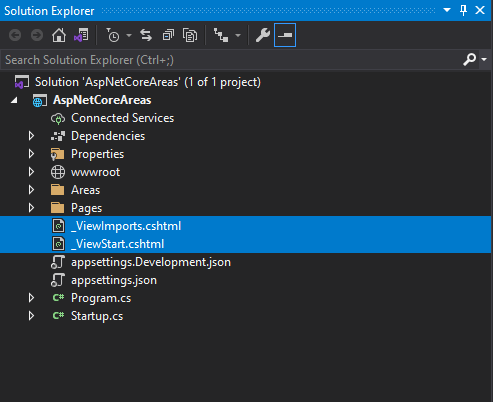 Solution Explorer
Search Solution Explorer (Ctrl+;)
Solution 'AspNetCoreAreas' (1 of 1 project)
AspNetCoreAreas
Connected Services
Dependencies
Properties
wwwroot
Areas
Pages
_ViewImports.cshtml
_ViewStart.cshtml
appsettings.Development.json
appsettings.json
C# Program.cs
C# Startup.cs